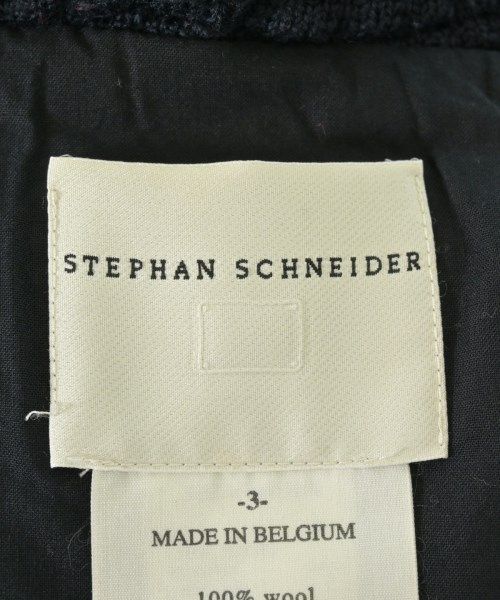 STEPHAN SCHNEIDER
-3-
MADE IN BELGIUM
100% wool